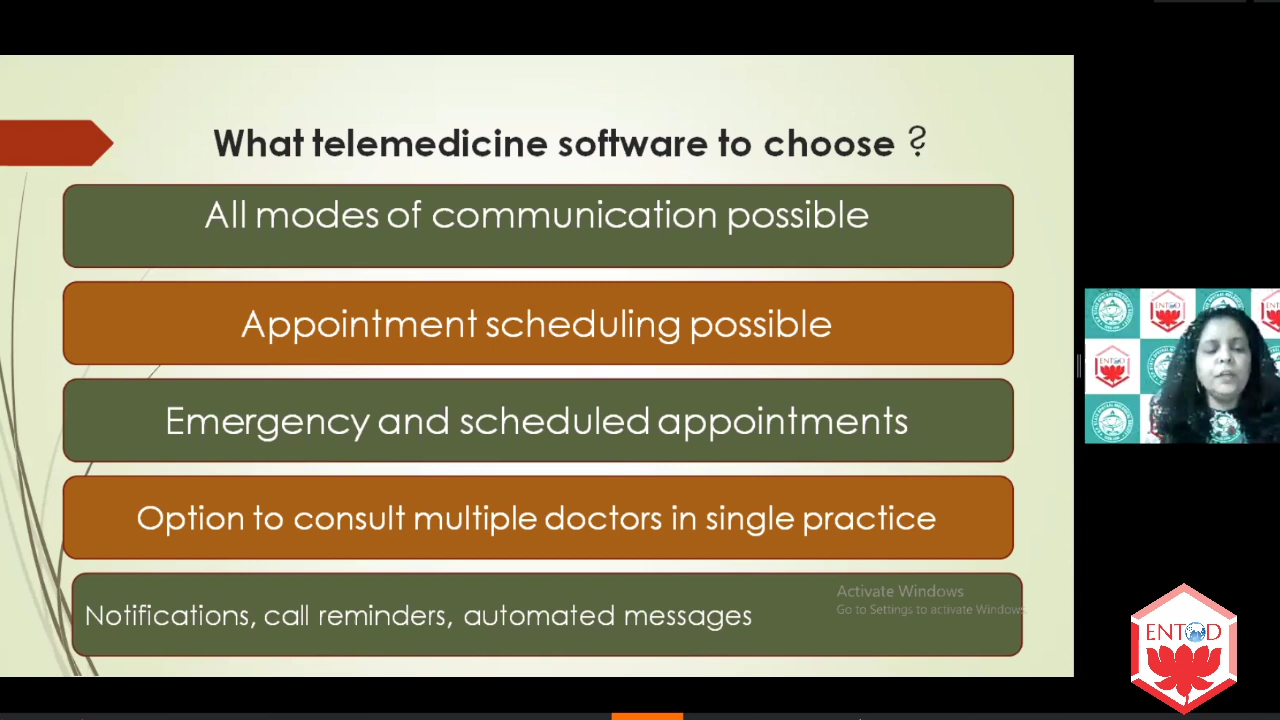 What telemedicine software to choose ?
All modes of communication possible
Appointment scheduling possible
Emergency and scheduled appointments
Option to consult multiple doctors in single practice
Notifications, call reminders, automated messages
Activate Windows
Go to Settings to activate Windows
ENTOD
ENTOD